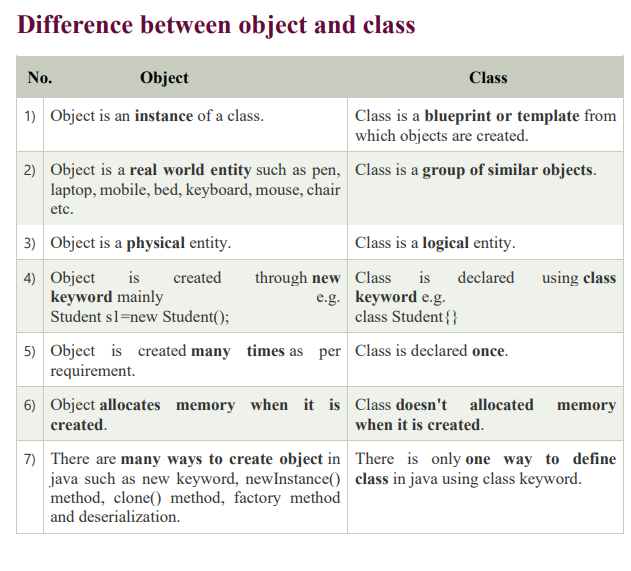 Difference between object and class
No. Object Class
1) Object is an instance of a class.
Class is a blueprint or template from
which objects are created.
2) Object is a real world entity such as pen,
laptop, mobile, bed, keyboard, mouse, chair
etc.
Class is a group of similar objects.
3) Object is a physical entity.
Class is a logical entity.
4) Object is created through new
keyword mainly e.g.
Student s1=new Student();
Class is declared using class
keyword e.g.
class Student{}
5) Object is created many times as per
requirement.
Class is declared once.
6) Object allocates memory when it is
created.
Class doesn't allocated memory
when it is created.
7) There are many ways to create object in
java such as new keyword, newInstance()
method, clone() method, factory method
and deserialization.
There is only one way to define
class in java using class keyword.